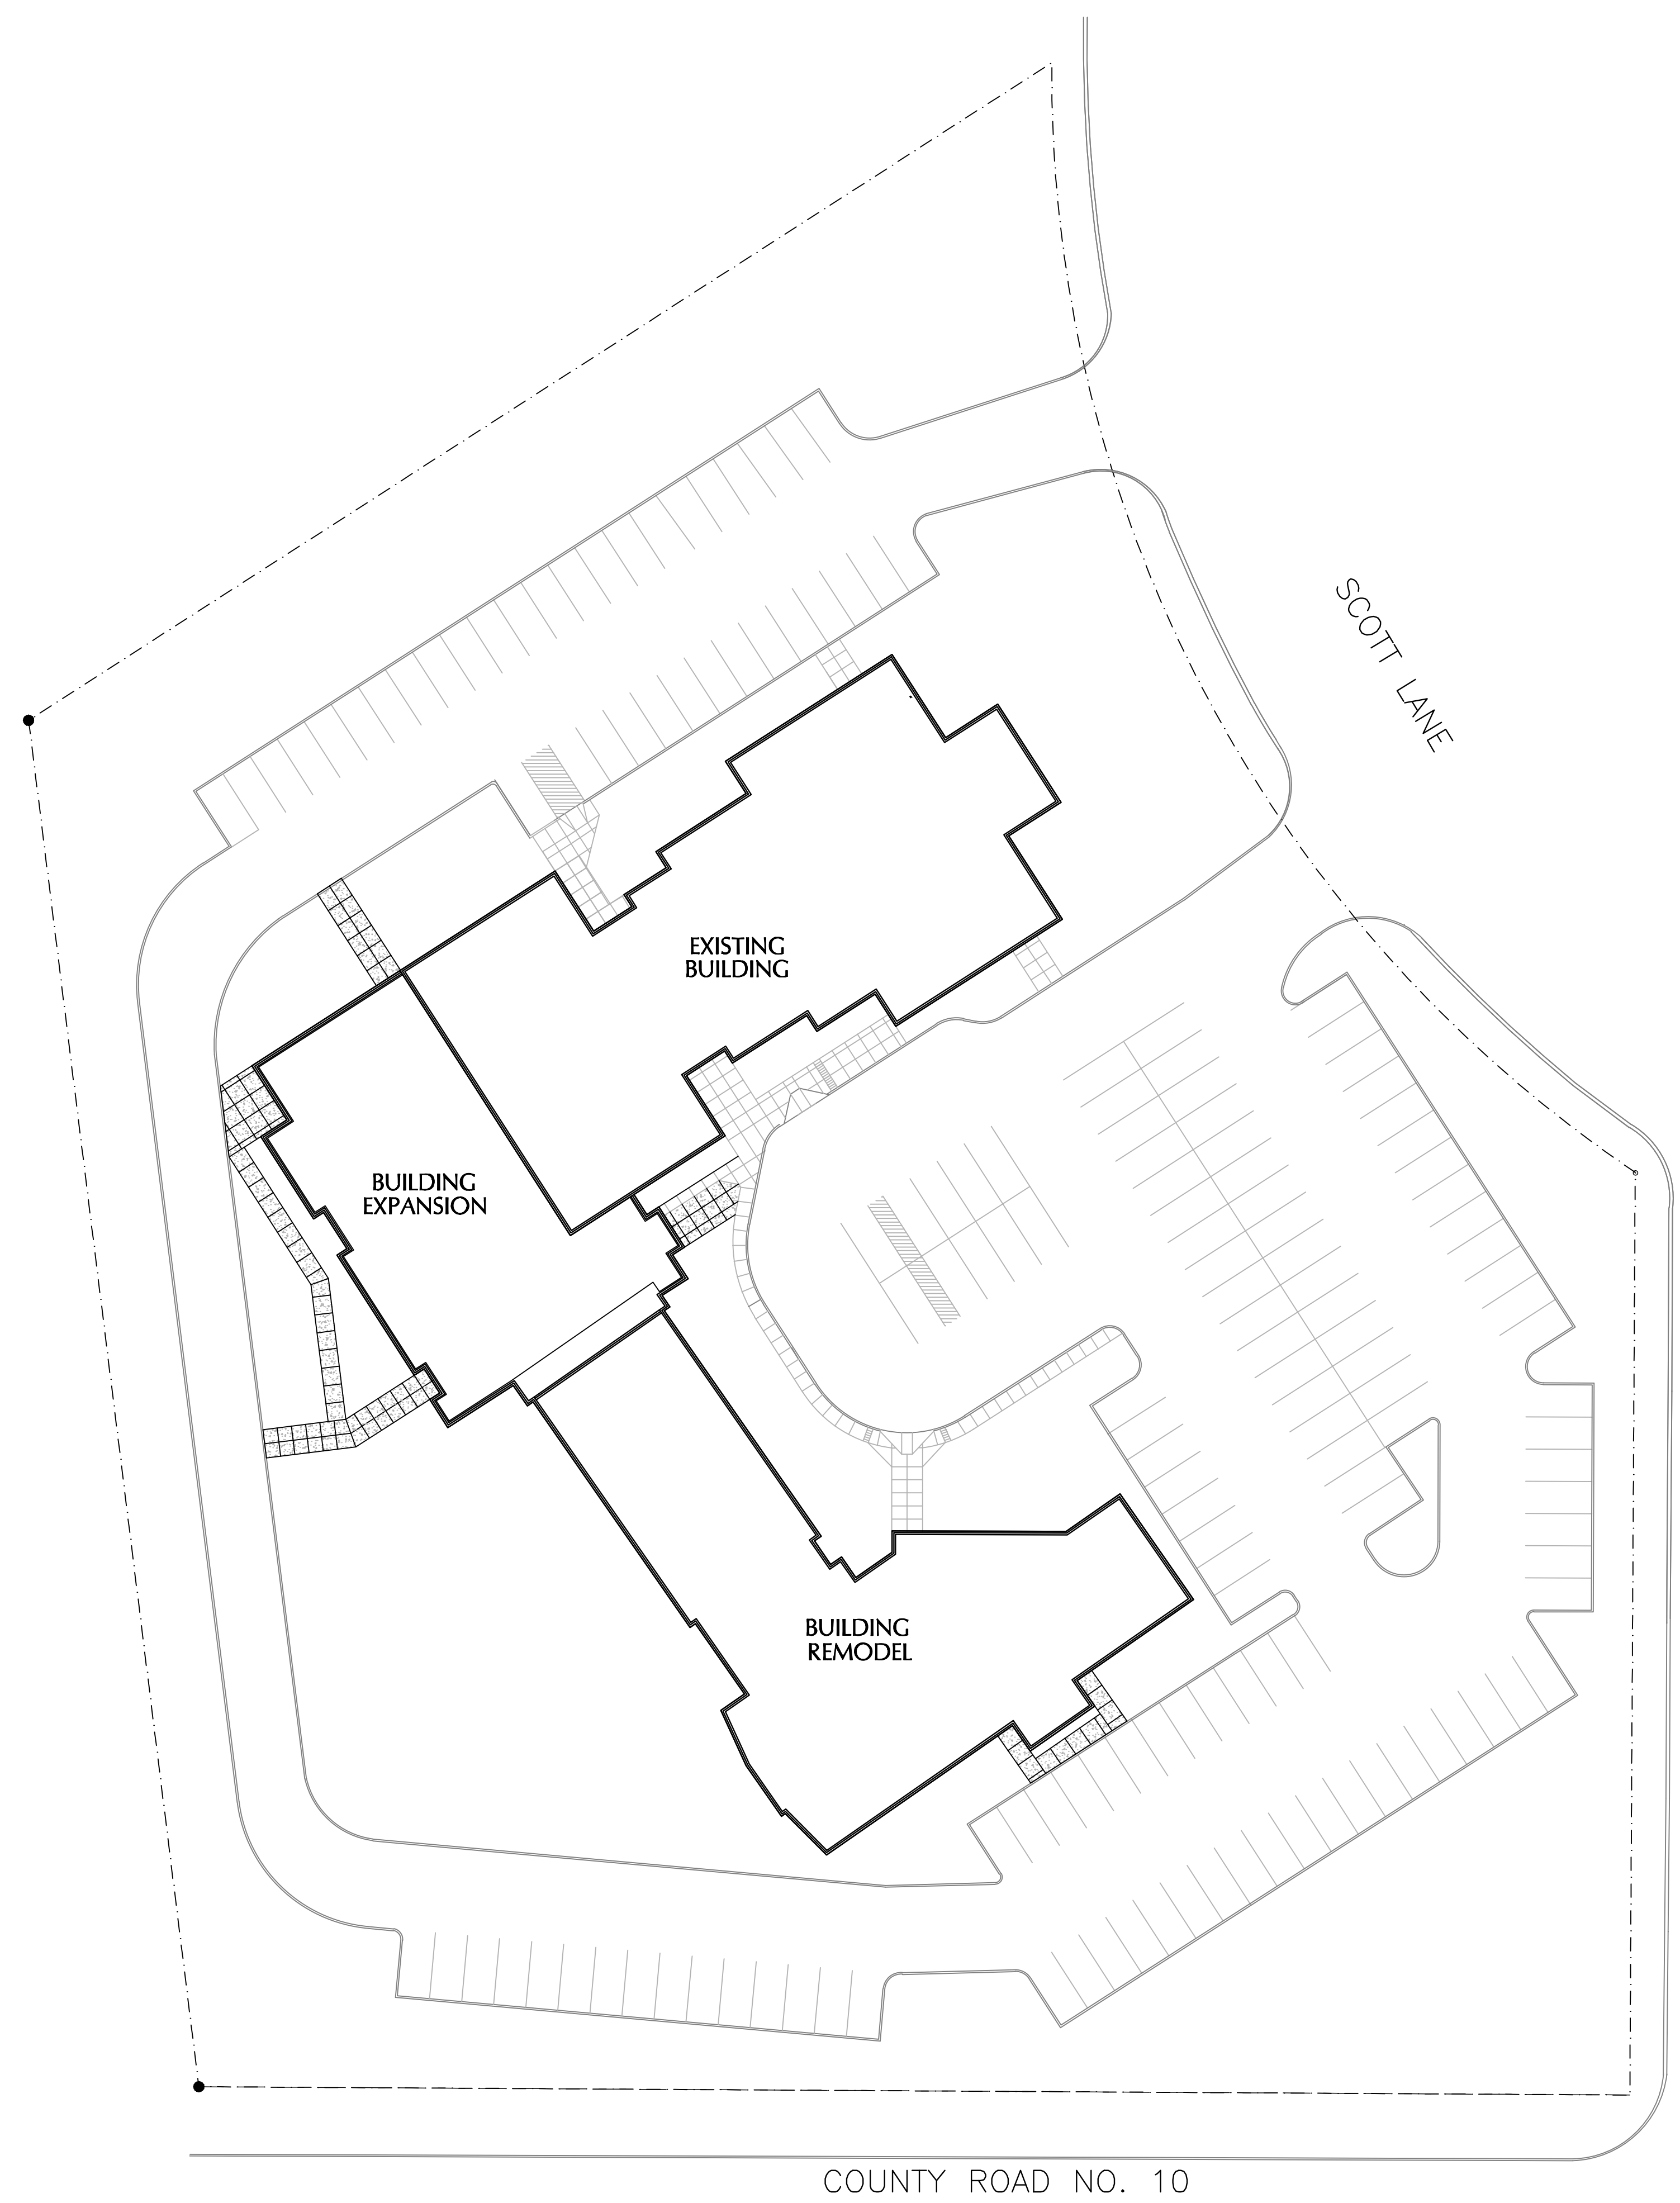 SCOTT LANE
EXISTING
BUILDING
BUILDING
EXPANSION
BUILDING
REMODEL
COUNTY ROAD NO. 10